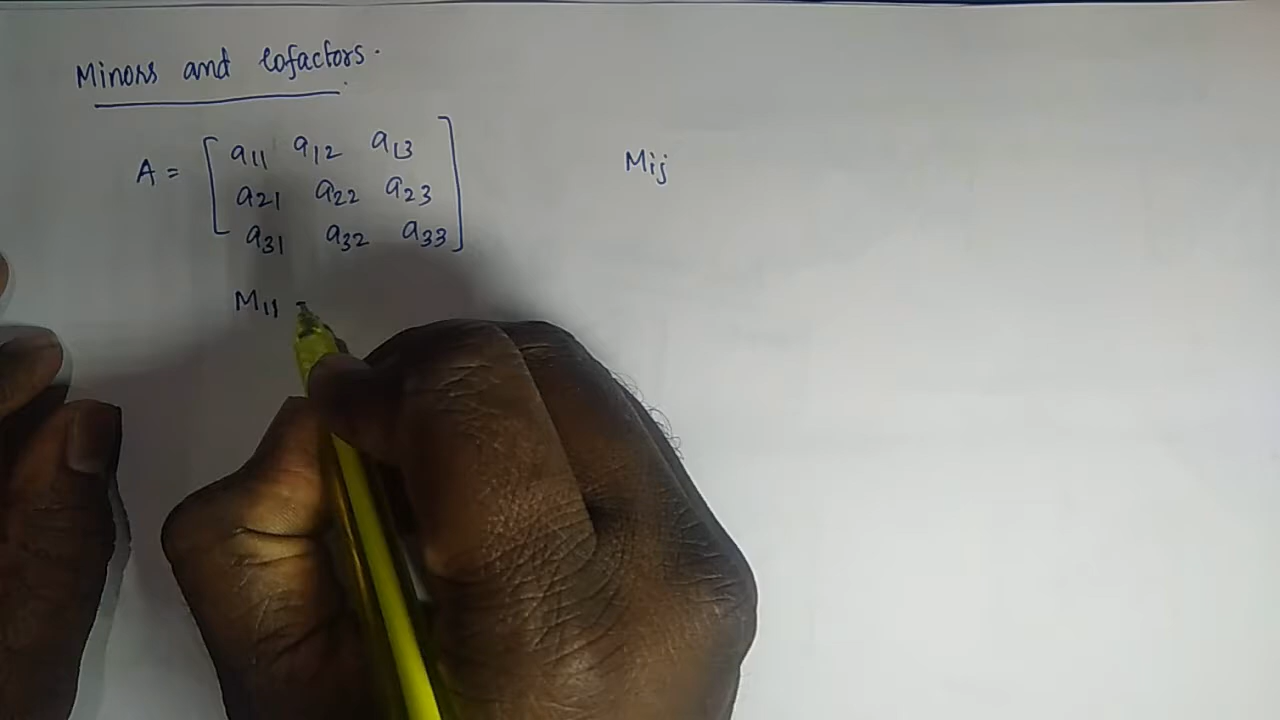 Minors and cofactors.
A = [ a11 a12 a13
a21 a22 a23
a31 a32 a33 ]
Mij
M11 =